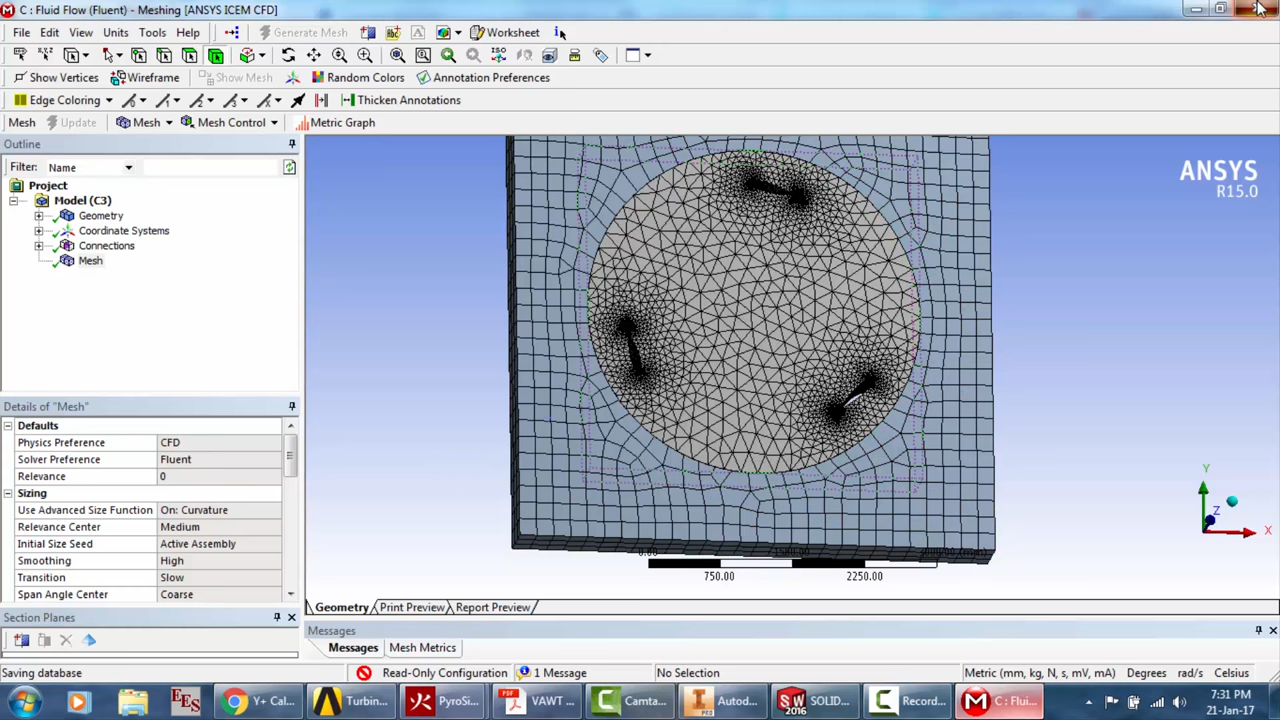 C : Fluid Flow (Fluent) - Meshing [ANSYS ICEM CFD]
File Edit View Units Tools Help Generate Mesh A Worksheet
Show Vertices Wireframe Show Mesh Random Colors Annotation Preferences
Edge Coloring Thicken Annotations
Mesh Update Mesh Mesh Control Metric Graph
Outline
Filter: Name
Project
Model (C3)
Geometry
Coordinate Systems
Connections
Mesh
ANSYS
R15.0
Details of "Mesh"
Defaults
Physics Preference CFD
Solver Preference Fluent
Relevance 0
Sizing
Use Advanced Size Function On: Curvature
Relevance Center Medium
Initial Size Seed Active Assembly
Smoothing High
Transition Slow
Span Angle Center Coarse
Y
Z
X
0.00
750.00 2250.00
Section Planes
Geometry Print Preview Report Preview
Messages
Messages Mesh Metrics
Saving database Read-Only Configuration 1 Message No Selection Metric (mm, kg, N, s, mV, mA) Degrees rad/s Celsius
EES Y+ Cal... Turbin... PyroSi... VAWT ... Camta... Autod... SOLID... Record... C : Flui...
7:31 PM
21-Jan-17